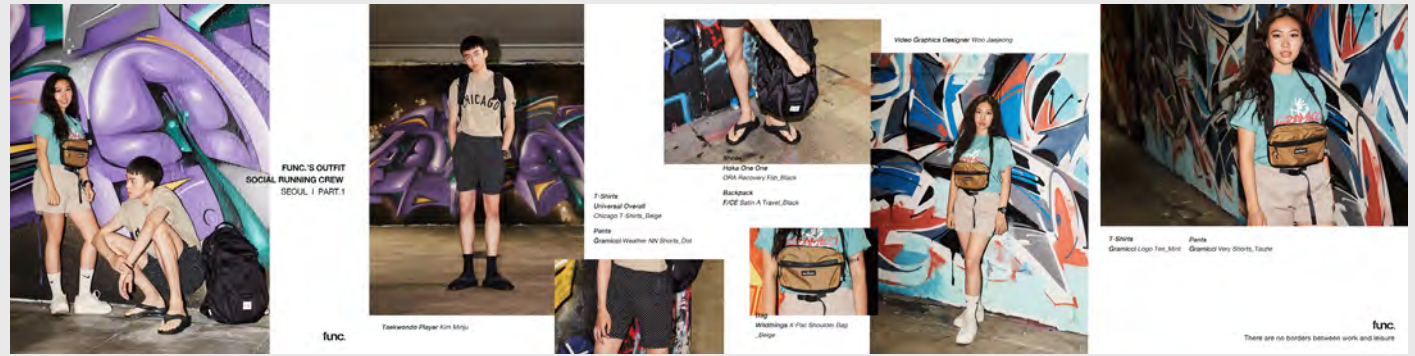 FUNC.'S OUTFIT
SOCIAL RUNNING CREW
SEOUL I PART.1
func.
CHICAGO
Taekwondo Player Kim Minju
T-Shirts
Universal Overall
Chicago T-Shirts_Beige
Pants
Gramicci Weather NN Shorts_Dot
Shoes
Hoka One One
ORA Recovery Flip_Black
Backpack
F/CE Satin A Travel_Black
Bag
Wildthings X-Pac Shoulder Bag
_Beige
Video Graphics Designer Woo Jaejeong
T-Shirts
Gramicci Logo Tee_Mint
Pants
Gramicci Very Shorts_Taupe
func.
There are no borders between work and leisure